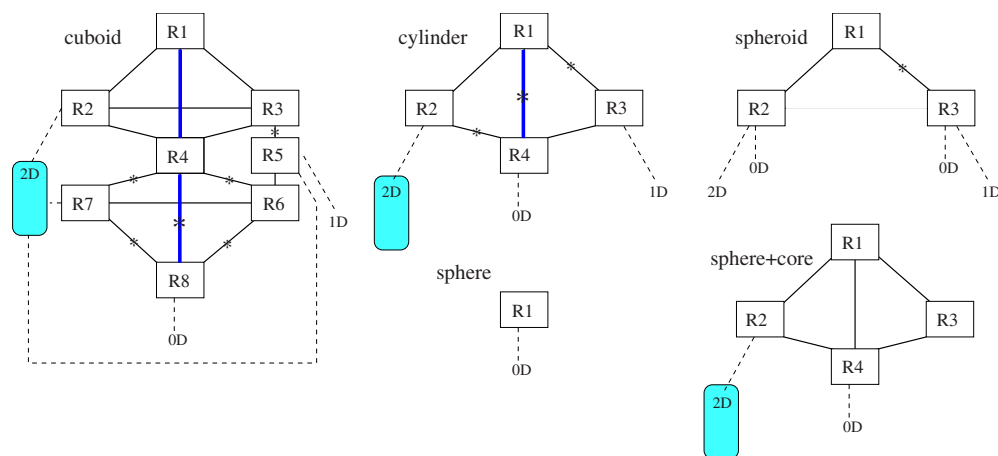 cuboid
R1
R2
R3
*
R4
R5
2D
*
*
R7
R6
1D
*
*
*
R8
0D
cylinder
R1
*
R2
*
R3
*
R4
2D
1D
0D
sphere
R1
0D
spheroid
R1
*
R2
R3
0D
0D
2D
1D
sphere+core
R1
R2
R3
R4
2D
0D